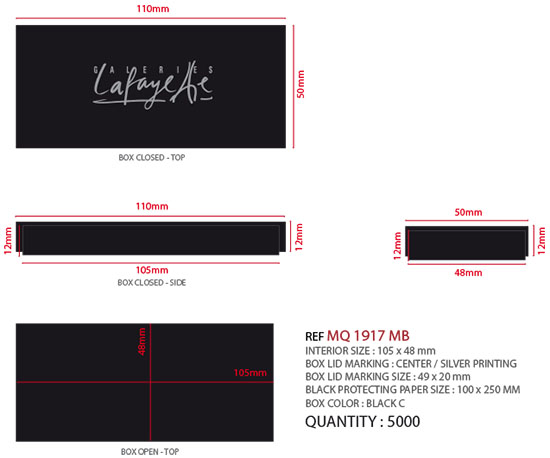 110mm
GALERIES
Lafayette
50mm
BOX CLOSED - TOP
110mm
12mm
12mm
105mm
BOX CLOSED - SIDE
50mm
12mm
12mm
48mm
48mm
105mm
BOX OPEN - TOP
REF MQ 1917 MB
INTERIOR SIZE : 105 x 48 mm
BOX LID MARKING : CENTER / SILVER PRINTING
BOX LID MARKING SIZE : 49 x 20 mm
BLACK PROTECTING PAPER SIZE : 100 x 250 MM
BOX COLOR : BLACK C
QUANTITY : 5000